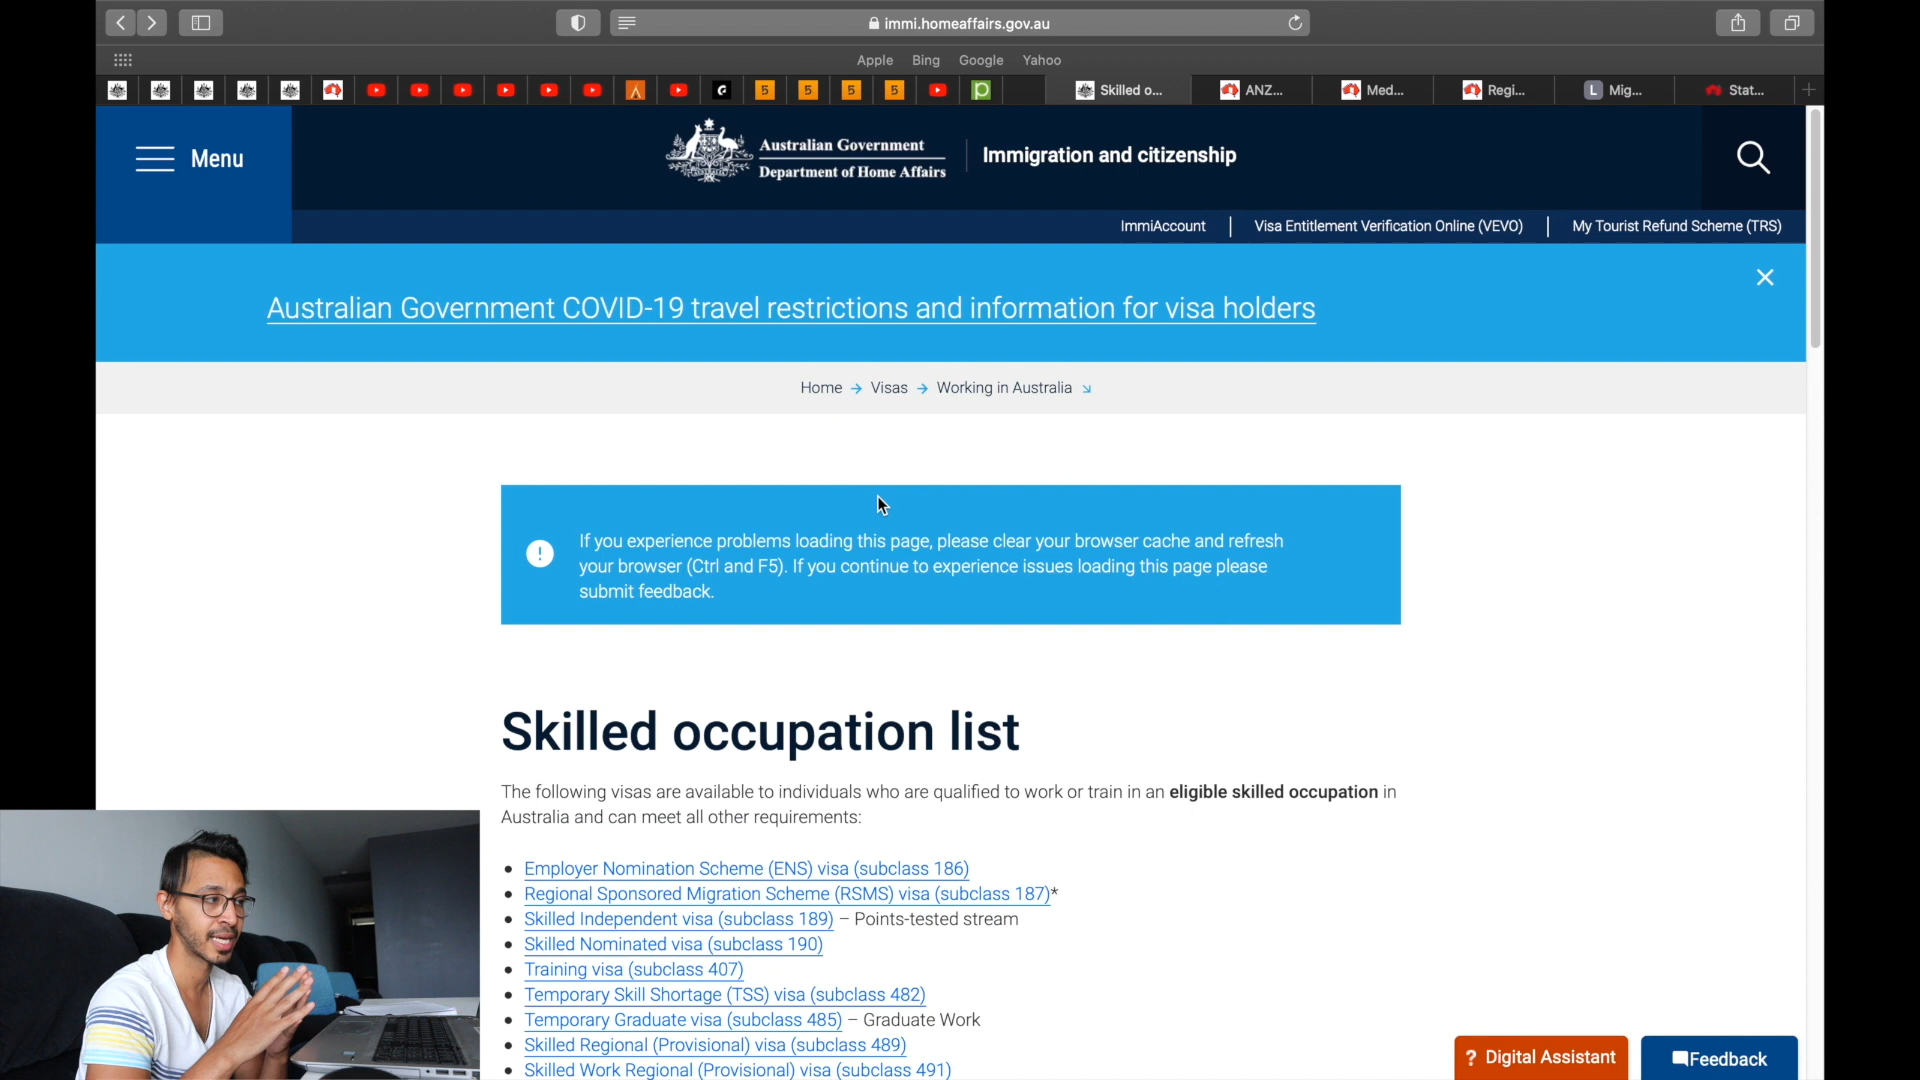 immi.homeaffairs.gov.au
Apple Bing Google Yahoo
Skilled o... ANZ... Med... Regi... L Mig... Stat...
5 5 5 5
Menu
Australian Government
Department of Home Affairs
Immigration and citizenship
ImmiAccount Visa Entitlement Verification Online (VEVO) My Tourist Refund Scheme (TRS)
Australian Government COVID-19 travel restrictions and information for visa holders
Home → Visas → Working in Australia
If you experience problems loading this page, please clear your browser cache and refresh
your browser (Ctrl and F5). If you continue to experience issues loading this page please
submit feedback.
Skilled occupation list
The following visas are available to individuals who are qualified to work or train in an eligible skilled occupation in
Australia and can meet all other requirements:
• Employer Nomination Scheme (ENS) visa (subclass 186)
• Regional Sponsored Migration Scheme (RSMS) visa (subclass 187)*
• Skilled Independent visa (subclass 189) – Points-tested stream
• Skilled Nominated visa (subclass 190)
• Training visa (subclass 407)
• Temporary Skill Shortage (TSS) visa (subclass 482)
• Temporary Graduate visa (subclass 485) – Graduate Work
• Skilled Regional (Provisional) visa (subclass 489)
• Skilled Work Regional (Provisional) visa (subclass 491)
? Digital Assistant
Feedback